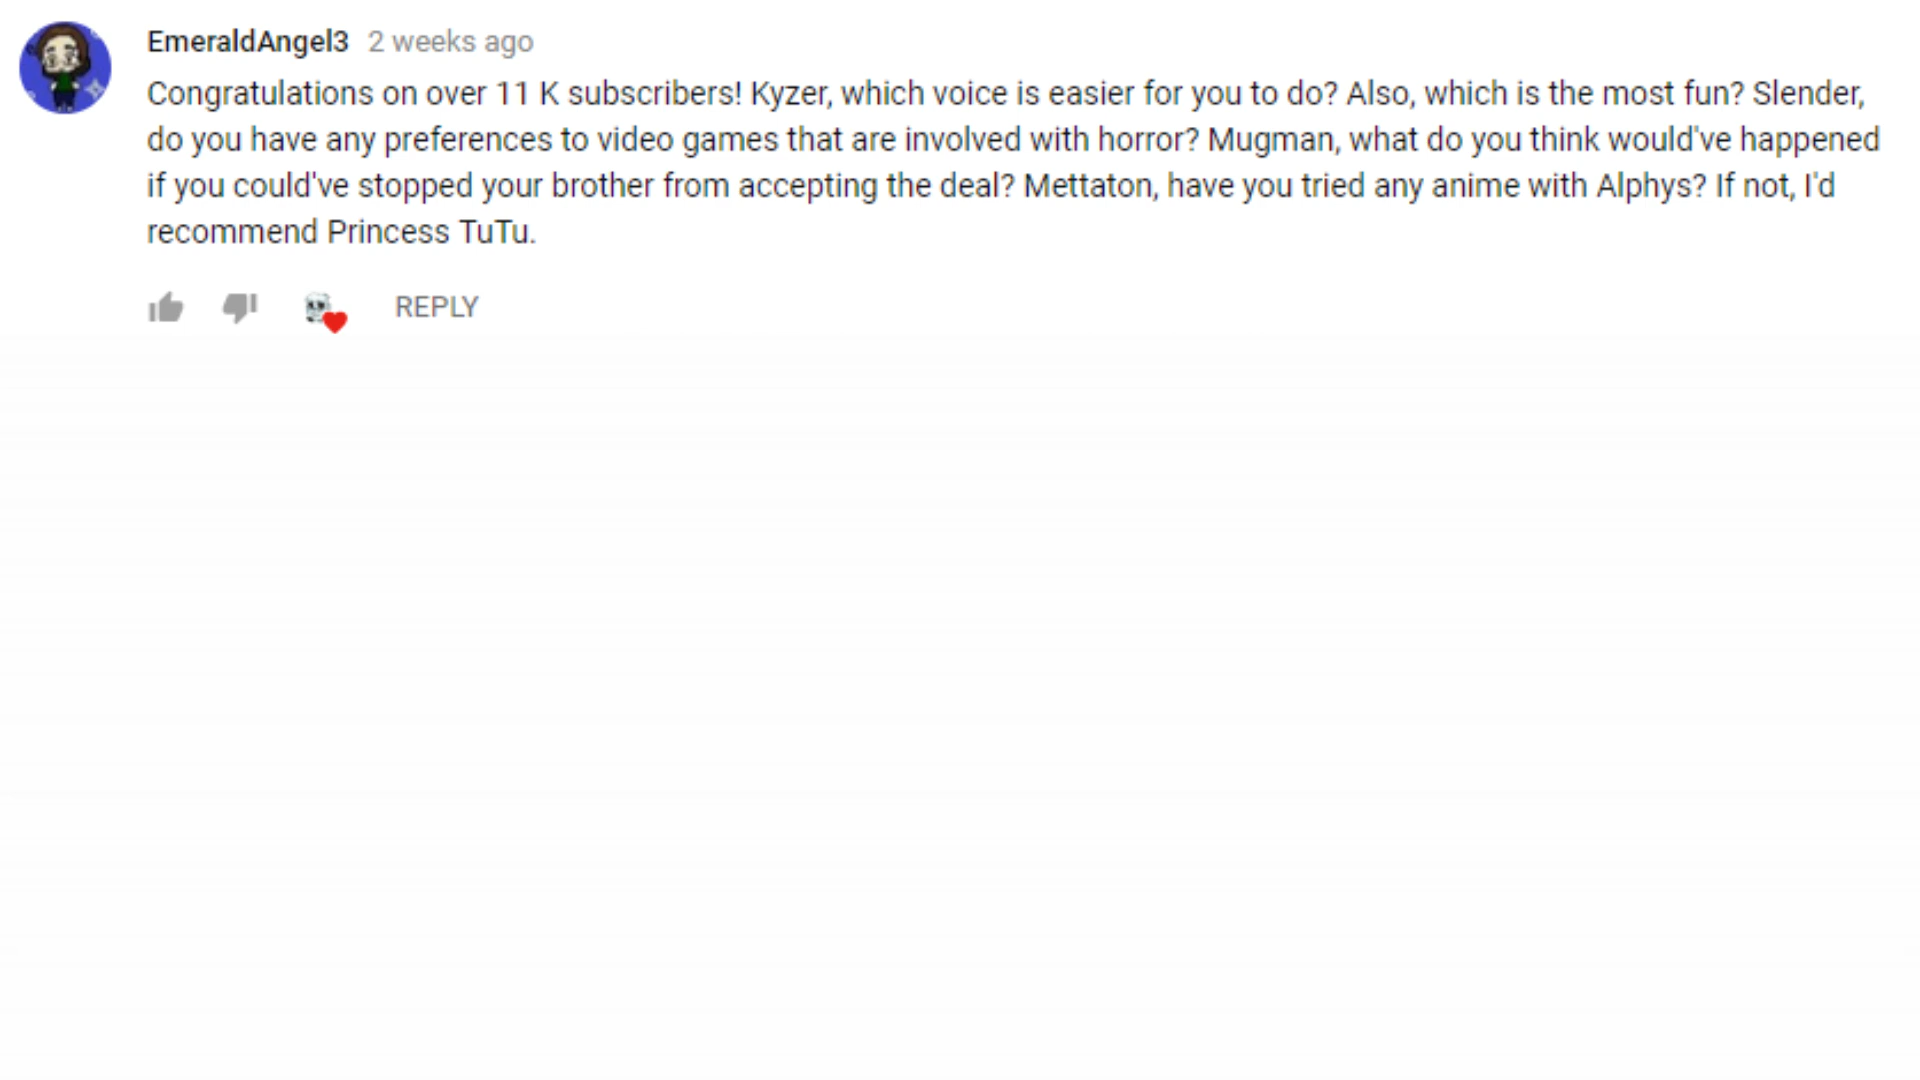 EmeraldAngel3 2 weeks ago
Congratulations on over 11 K subscribers! Kyzer, which voice is easier for you to do? Also, which is the most fun? Slender,
do you have any preferences to video games that are involved with horror? Mugman, what do you think would've happened
if you could've stopped your brother from accepting the deal? Mettaton, have you tried any anime with Alphys? If not, I'd
recommend Princess TuTu.
REPLY